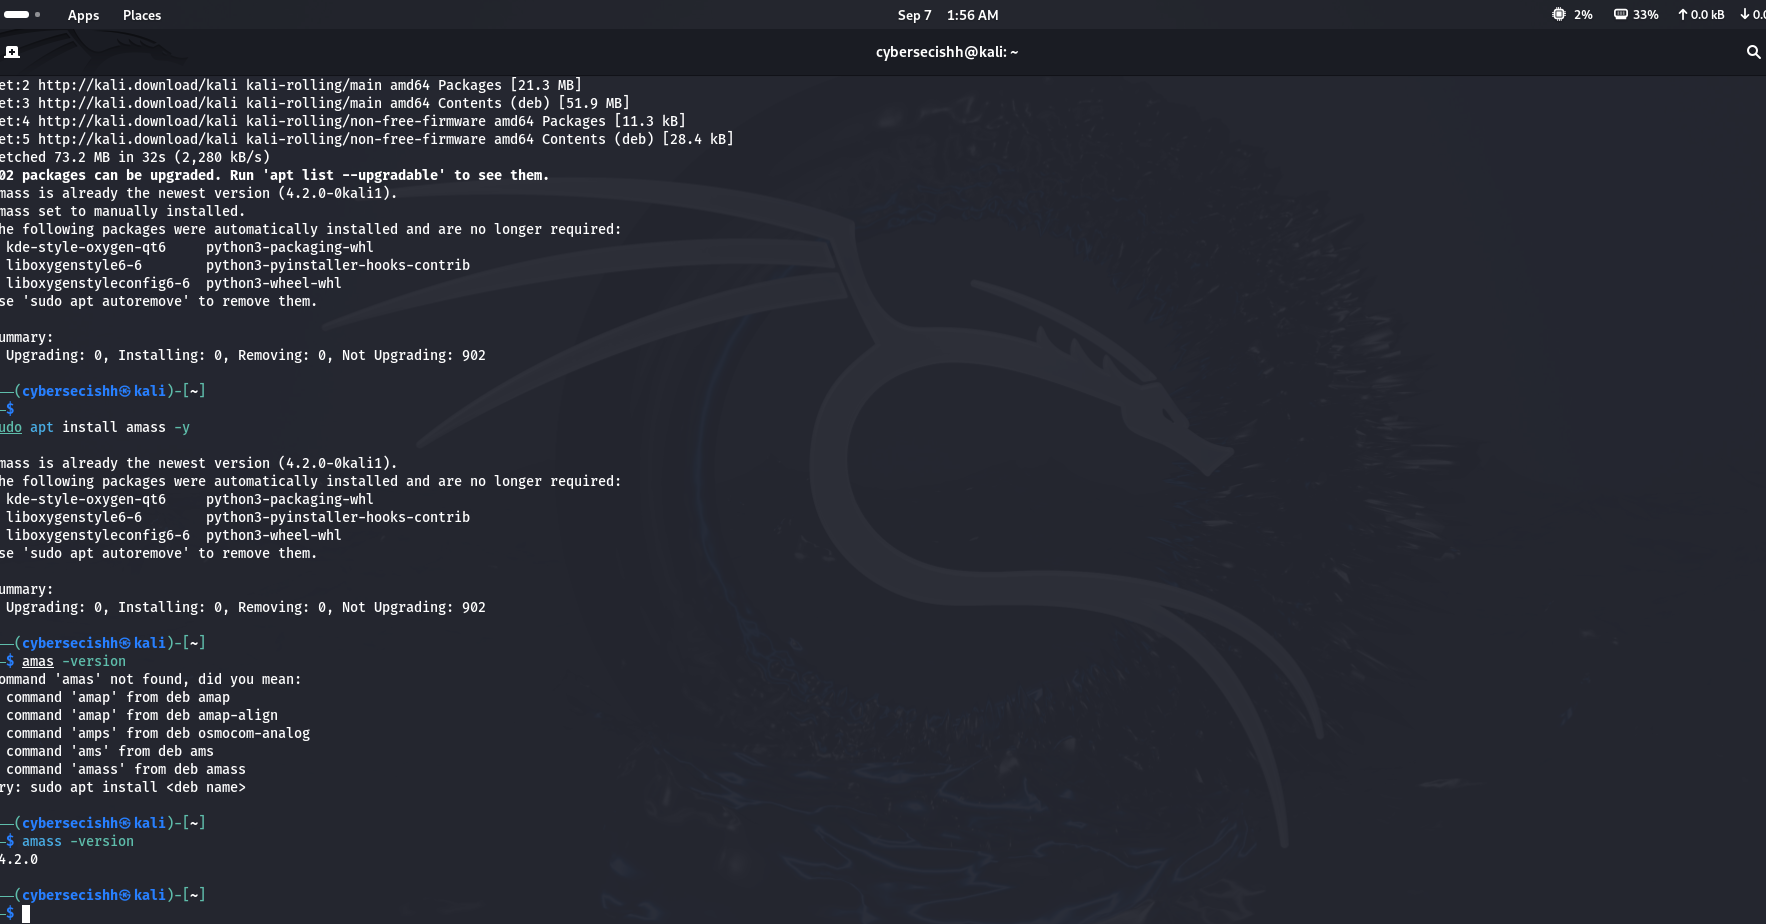 Apps Places Sep 7 1:56 AM 2% 33% ↑ 0.0 kB ↓ 0.0
cybersecishh@kali: ~
et:2 http://kali.download/kali kali-rolling/main amd64 Packages [21.3 MB]
et:3 http://kali.download/kali kali-rolling/main amd64 Contents (deb) [51.9 MB]
et:4 http://kali.download/kali kali-rolling/non-free-firmware amd64 Packages [11.3 kB]
et:5 http://kali.download/kali kali-rolling/non-free-firmware amd64 Contents (deb) [28.4 kB]
etched 73.2 MB in 32s (2,280 kB/s)
02 packages can be upgraded. Run 'apt list --upgradable' to see them.
mass is already the newest version (4.2.0-0kali1).
mass set to manually installed.
he following packages were automatically installed and are no longer required:
kde-style-oxygen-qt6 python3-packaging-whl
liboxygenstyle6-6 python3-pyinstaller-hooks-contrib
liboxygenstyleconfig6-6 python3-wheel-whl
se 'sudo apt autoremove' to remove them.
ummary:
Upgrading: 0, Installing: 0, Removing: 0, Not Upgrading: 902
──(cybersecishh㉿kali)-[~]
─$
udo apt install amass -y
mass is already the newest version (4.2.0-0kali1).
he following packages were automatically installed and are no longer required:
kde-style-oxygen-qt6 python3-packaging-whl
liboxygenstyle6-6 python3-pyinstaller-hooks-contrib
liboxygenstyleconfig6-6 python3-wheel-whl
se 'sudo apt autoremove' to remove them.
ummary:
Upgrading: 0, Installing: 0, Removing: 0, Not Upgrading: 902
──(cybersecishh㉿kali)-[~]
─$ amas -version
ommand 'amas' not found, did you mean:
command 'amap' from deb amap
command 'amap' from deb amap-align
command 'amps' from deb osmocom-analog
command 'ams' from deb ams
command 'amass' from deb amass
ry: sudo apt install <deb name>
──(cybersecishh㉿kali)-[~]
─$ amass -version
4.2.0
──(cybersecishh㉿kali)-[~]
─$